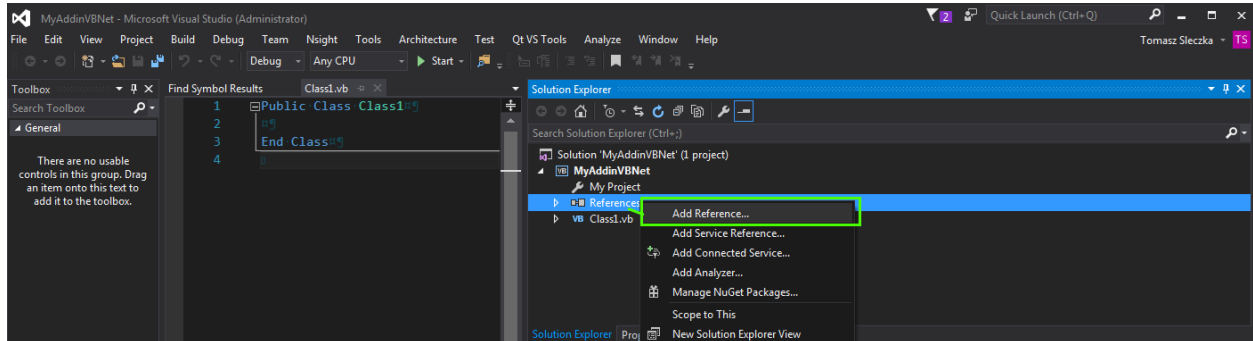 MyAddinVBNet - Microsoft Visual Studio (Administrator)
2
Quick Launch (Ctrl+Q)
File Edit View Project Build Debug Team Nsight Tools Architecture Test Qt VS Tools Analyze Window Help
Tomasz Sleczka
TS
Debug
Any CPU
Start
Toolbox
Search Toolbox
General
There are no usable
controls in this group. Drag
an item onto this text to
add it to the toolbox.
Find Symbol Results
Class1.vb
1 Public Class Class1
2
3 End Class
4
Solution Explorer
Search Solution Explorer (Ctrl+;)
Solution 'MyAddinVBNet' (1 project)
VB MyAddinVBNet
My Project
References
VB Class1.vb
Add Reference...
Add Service Reference...
Add Connected Service...
Add Analyzer...
Manage NuGet Packages...
Scope to This
New Solution Explorer View
Solution Explorer